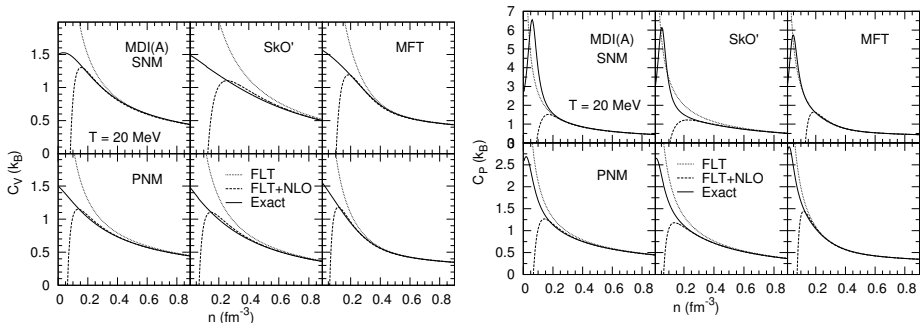 MDI(A)
SNM
SkO'
MFT
T = 20 MeV
1.5
1
0.5
0
PNM
FLT
FLT+NLO
Exact
1.5
1
0.5
0
C_V (k_B)
0 0.2 0.4 0.6 0.8
0 0.2 0.4 0.6 0.8
0 0.2 0.4 0.6 0.8
n (fm⁻³)
MDI(A)
SNM
SkO'
MFT
T = 20 MeV
7
6
5
4
3
2
1
0
PNM
FLT
FLT+NLO
Exact
2.5
2
1.5
1
0.5
0
C_P (k_B)
0 0.2 0.4 0.6 0.8
0 0.2 0.4 0.6 0.8
0 0.2 0.4 0.6 0.8
n (fm⁻³)